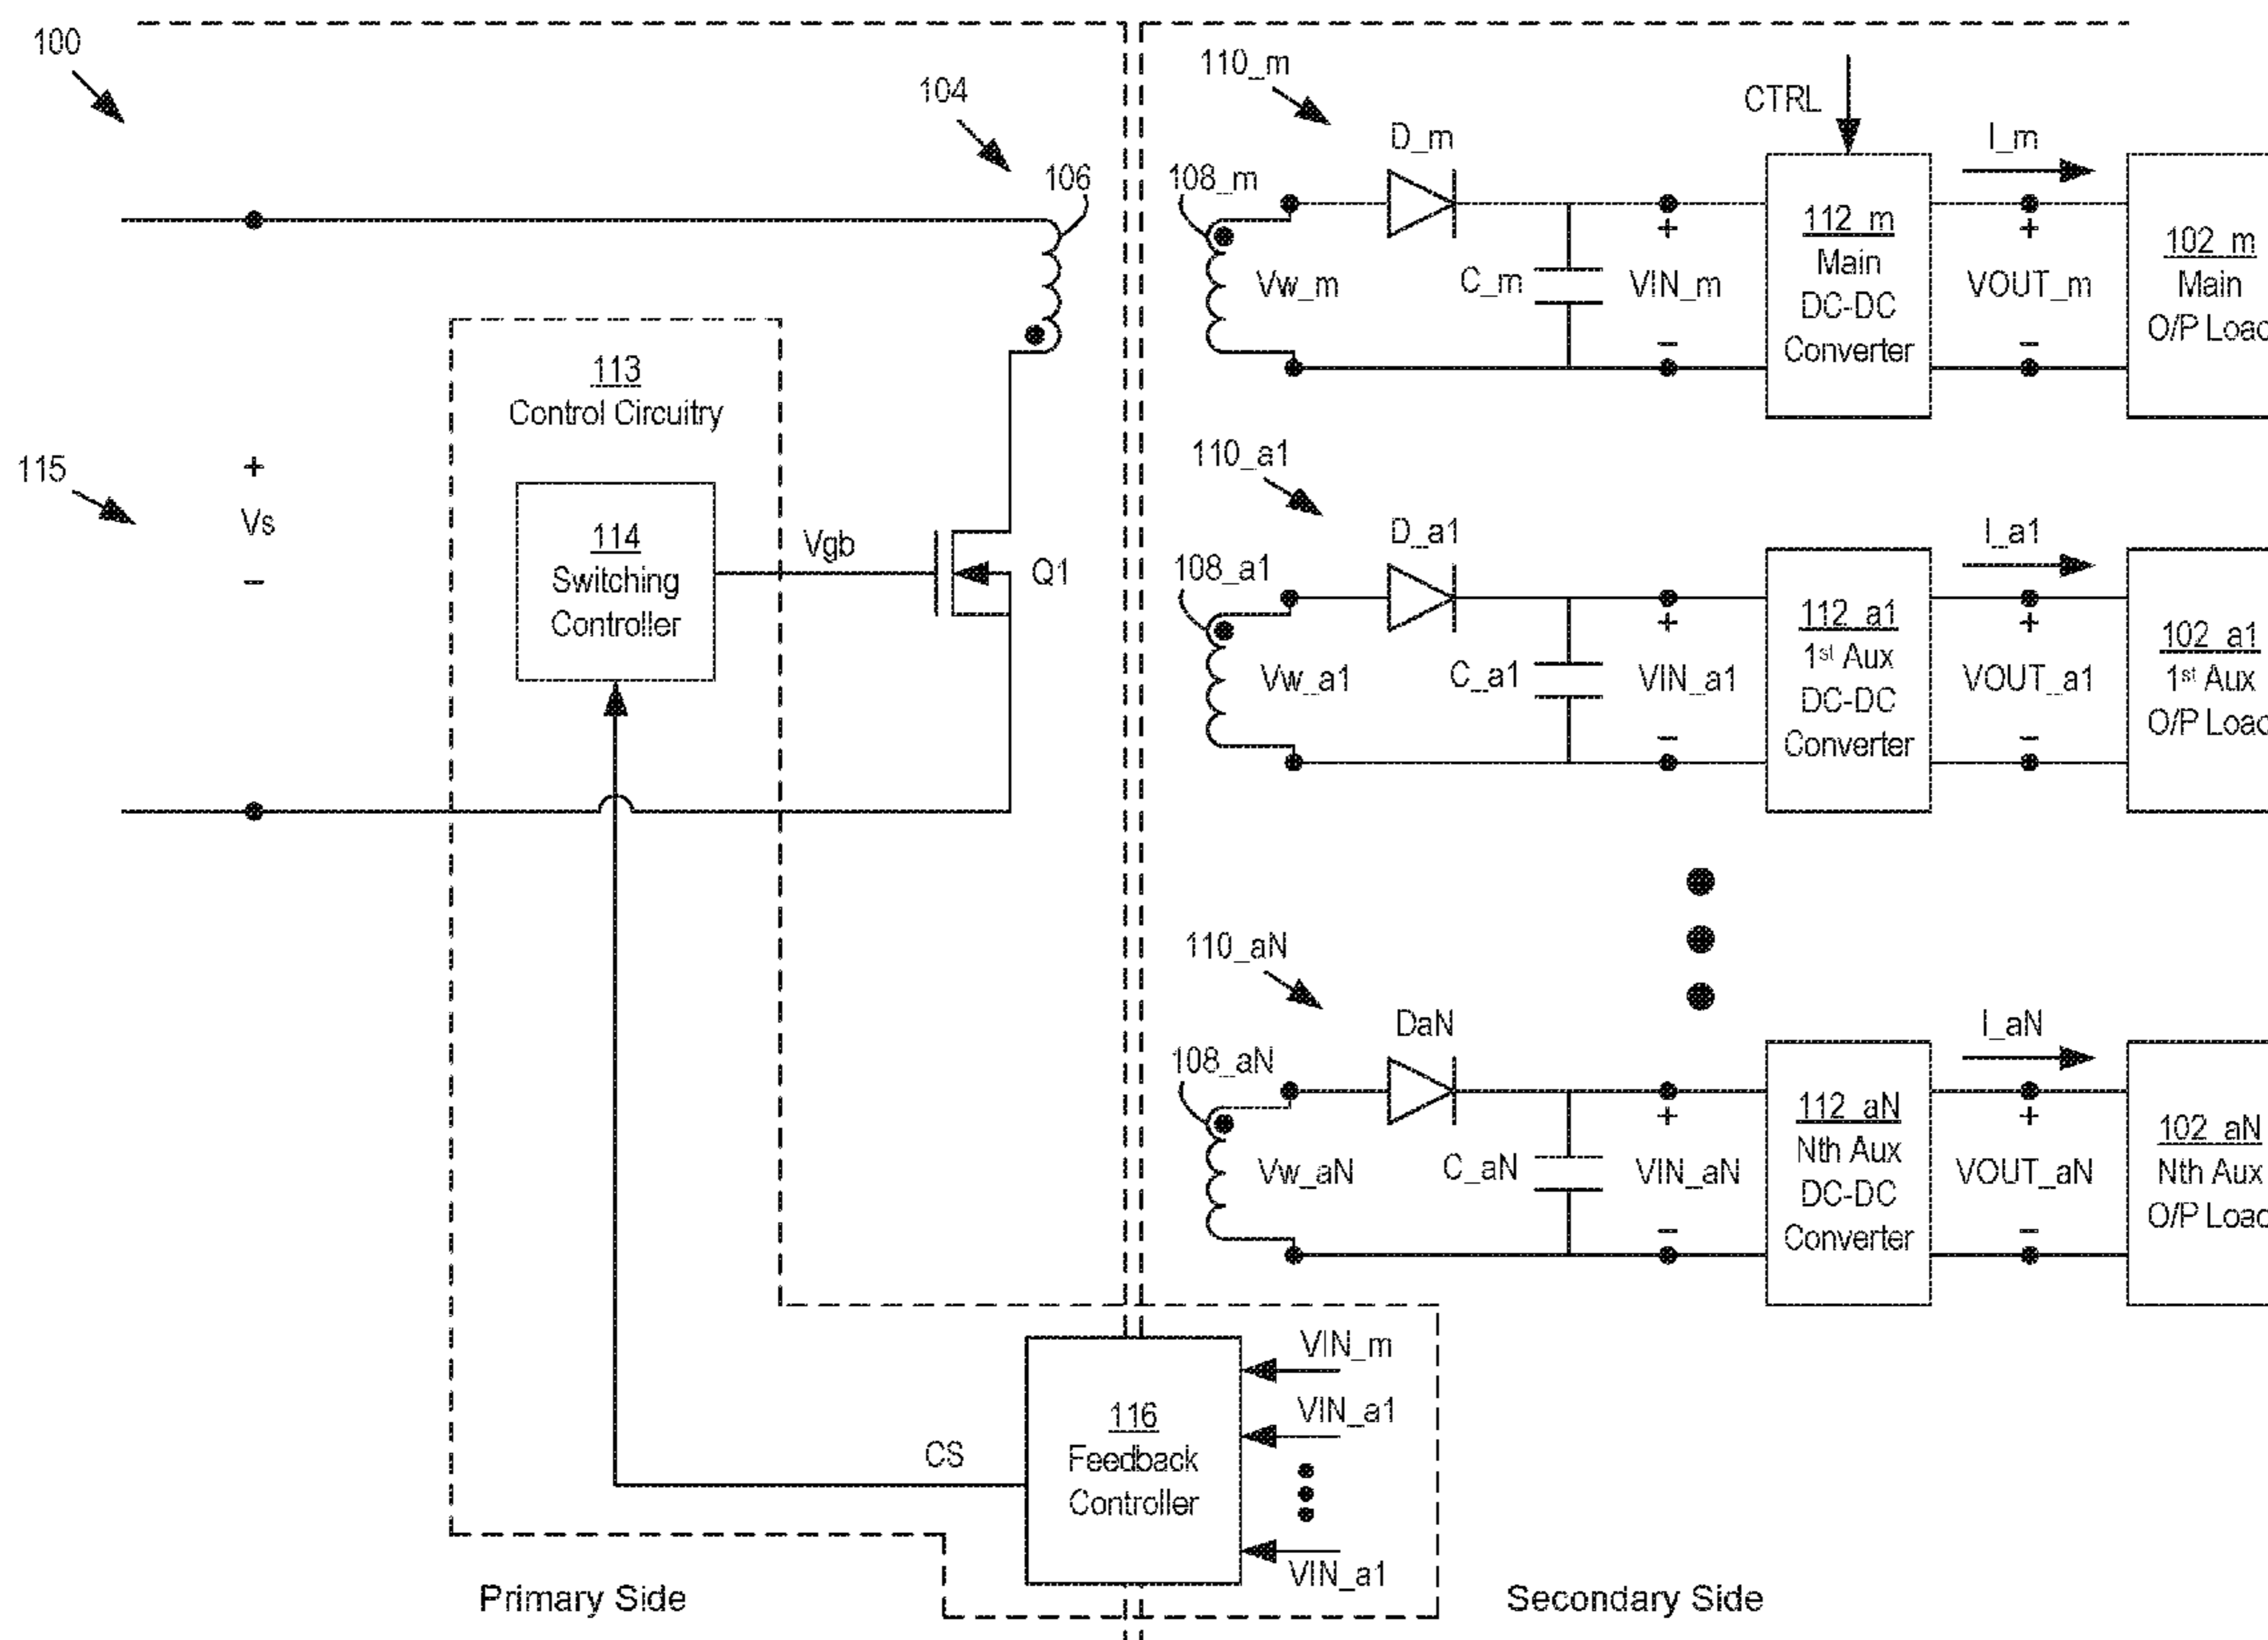 100
104
106
110_m
108_m
D_m
CTRL
I_m
Vw_m
C_m
+
VIN_m
−
112_m
Main
DC-DC
Converter
+
VOUT_m
−
102_m
Main
O/P Load
113
Control Circuitry
115
+
Vs
−
114
Switching
Controller
Vgb
Q1
110_a1
108_a1
D_a1
I_a1
Vw_a1
C_a1
+
VIN_a1
−
112_a1
1st Aux
DC-DC
Converter
+
VOUT_a1
−
102_a1
1st Aux
O/P Load
110_aN
108_aN
DaN
I_aN
Vw_aN
C_aN
+
VIN_aN
−
112_aN
Nth Aux
DC-DC
Converter
+
VOUT_aN
−
102_aN
Nth Aux
O/P Load
CS
116
Feedback
Controller
VIN_m
VIN_a1
VIN_a1
Primary Side
Secondary Side